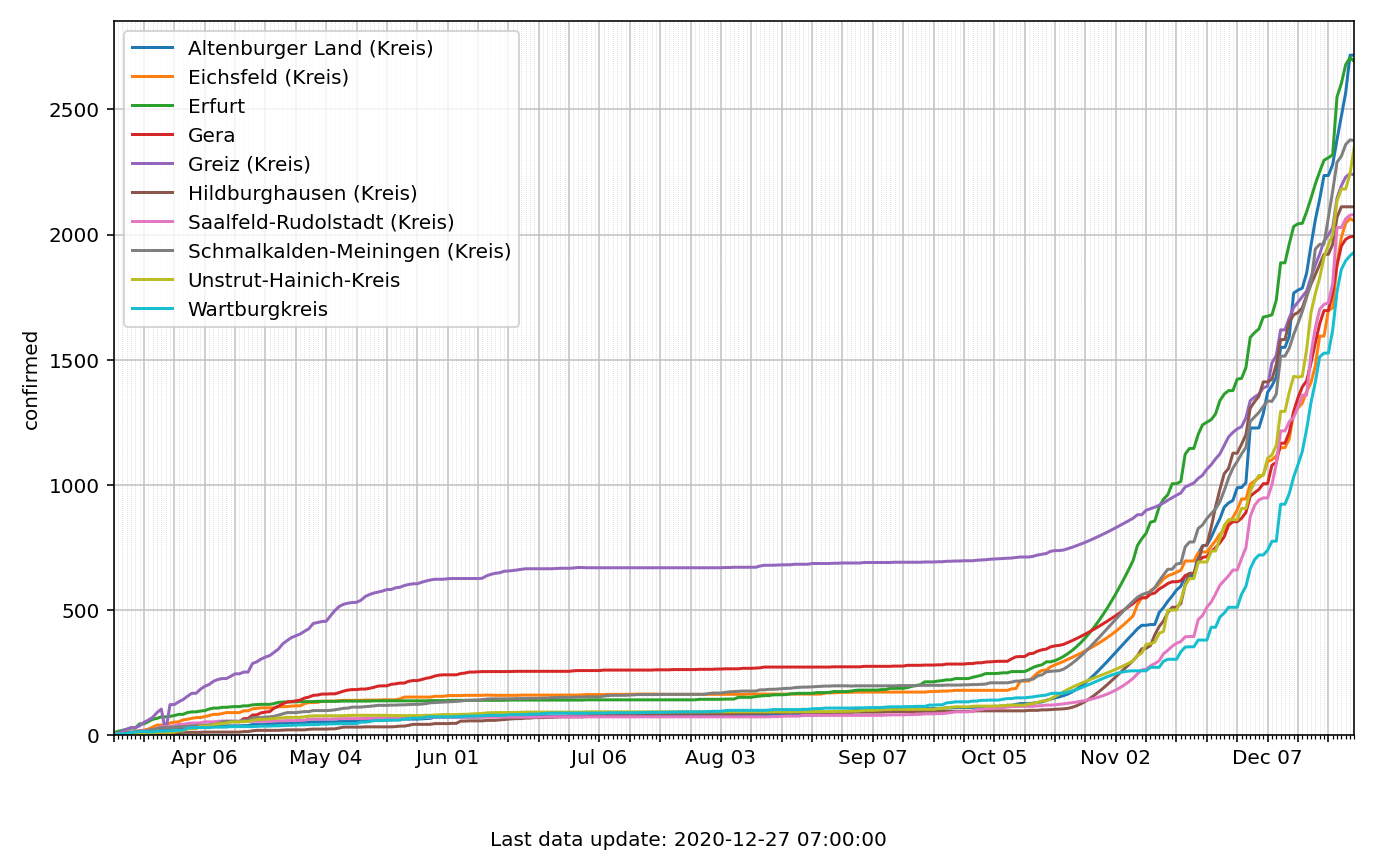 Altenburger Land (Kreis)
Eichsfeld (Kreis)
Erfurt
Gera
Greiz (Kreis)
Hildburghausen (Kreis)
Saalfeld-Rudolstadt (Kreis)
Schmalkalden-Meiningen (Kreis)
Unstrut-Hainich-Kreis
Wartburgkreis
confirmed
2500
2000
1500
1000
500
0
Apr 06 May 04 Jun 01 Jul 06 Aug 03 Sep 07 Oct 05 Nov 02 Dec 07
Last data update: 2020-12-27 07:00:00